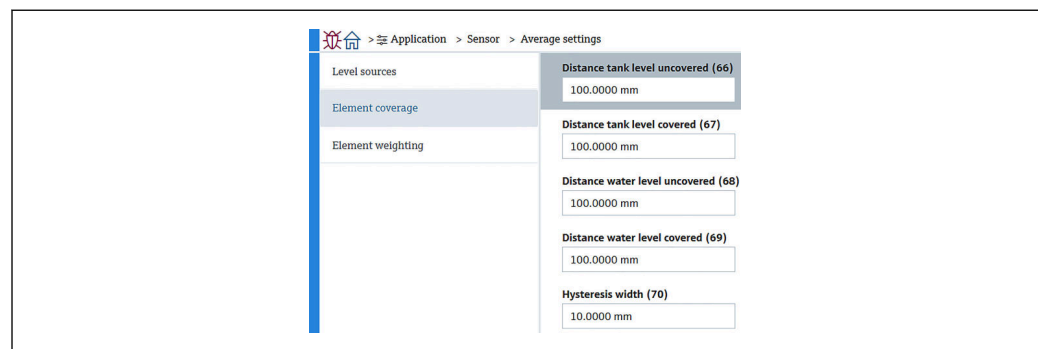 > Application > Sensor > Average settings
Level sources
Element coverage
Element weighting
Distance tank level uncovered (66)
100.0000 mm
Distance tank level covered (67)
100.0000 mm
Distance water level uncovered (68)
100.0000 mm
Distance water level covered (69)
100.0000 mm
Hysteresis width (70)
10.0000 mm